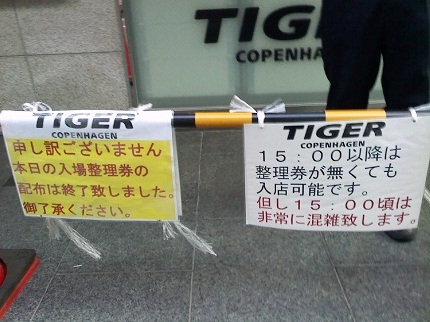 TIGER
COPENHAGEN
TIGER
COPENHAGEN
申し訳ございません
本日の入場整理券の
配布は終了致しました。
御了承ください。
TIGER
COPENHAGEN
15:00以降は
整理券が無くても
入店可能です。
但し15:00頃は
非常に混雑致します。